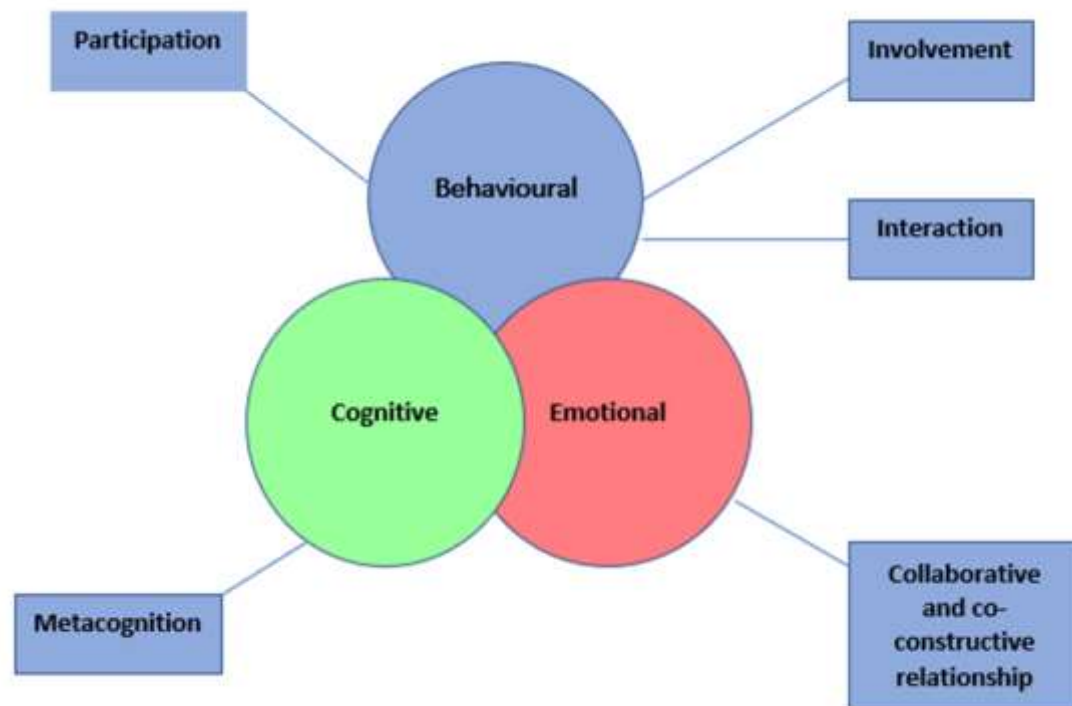 Participation
Involvement
Behavioural
Interaction
Cognitive
Emotional
Metacognition
Collaborative
and co-
constructive
relationship